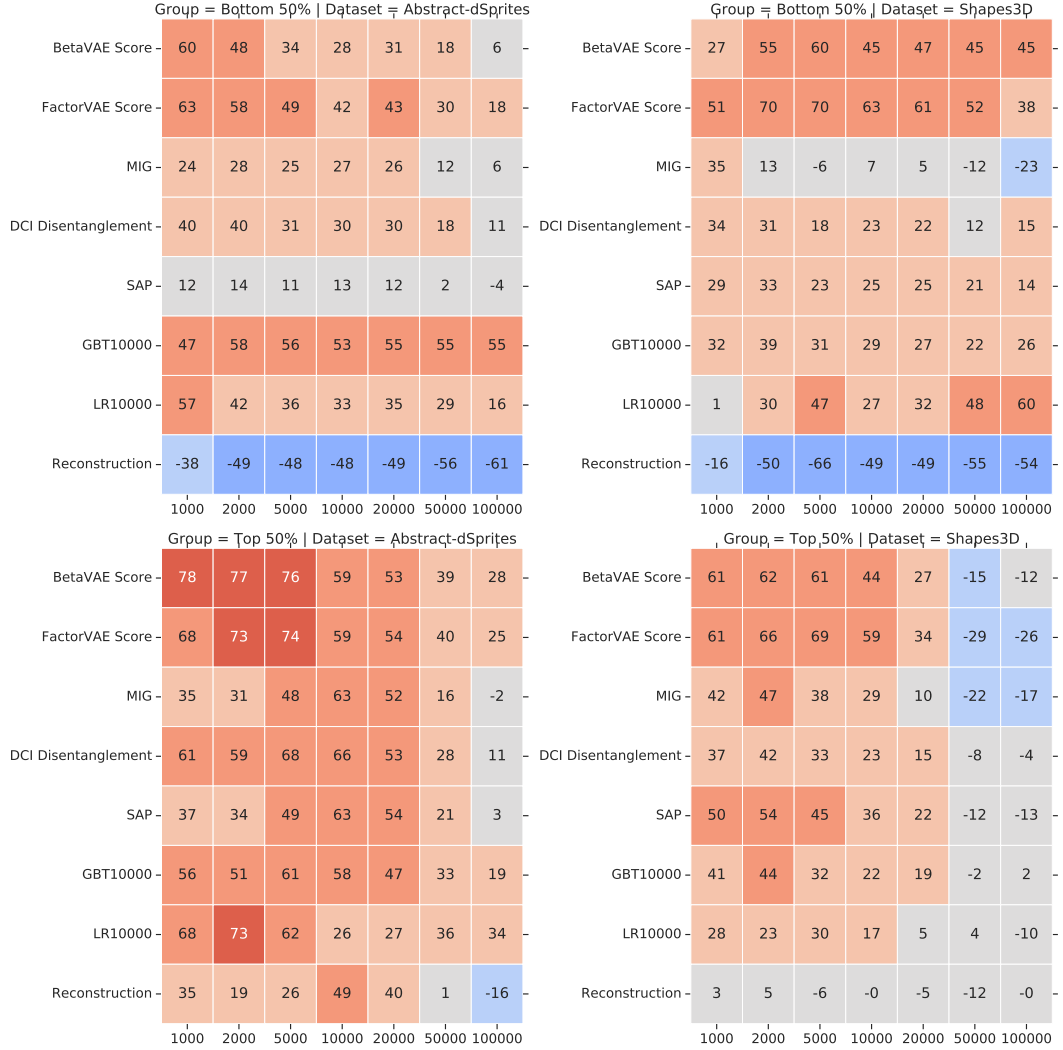 Group = Bottom 50% | Dataset = Abstract-dSprites
BetaVAE Score 60 48 34 28 31 18 6
FactorVAE Score 63 58 49 42 43 30 18
MIG 24 28 25 27 26 12 6
DCI Disentanglement 40 40 31 30 30 18 11
SAP 12 14 11 13 12 2 -4
GBT10000 47 58 56 53 55 55 55
LR10000 57 42 36 33 35 29 16
Reconstruction -38 -49 -48 -48 -49 -56 -61
1000 2000 5000 10000 20000 50000 100000
Group = Bottom 50% | Dataset = Shapes3D
BetaVAE Score 27 55 60 45 47 45 45
FactorVAE Score 51 70 70 63 61 52 38
MIG 35 13 -6 7 5 -12 -23
DCI Disentanglement 34 31 18 23 22 12 15
SAP 29 33 23 25 25 21 14
GBT10000 32 39 31 29 27 22 26
LR10000 1 30 47 27 32 48 60
Reconstruction -16 -50 -66 -49 -49 -55 -54
1000 2000 5000 10000 20000 50000 100000
Group = Top 50% | Dataset = Abstract-dSprites
BetaVAE Score 78 77 76 59 53 39 28
FactorVAE Score 68 73 74 59 54 40 25
MIG 35 31 48 63 52 16 -2
DCI Disentanglement 61 59 68 66 53 28 11
SAP 37 34 49 63 54 21 3
GBT10000 56 51 61 58 47 33 19
LR10000 68 73 62 26 27 36 34
Reconstruction 35 19 26 49 40 1 -16
1000 2000 5000 10000 20000 50000 100000
Group = Top 50% | Dataset = Shapes3D
BetaVAE Score 61 62 61 44 27 -15 -12
FactorVAE Score 61 66 69 59 34 -29 -26
MIG 42 47 38 29 10 -22 -17
DCI Disentanglement 37 42 33 23 15 -8 -4
SAP 50 54 45 36 22 -12 -13
GBT10000 41 44 32 22 19 -2 2
LR10000 28 23 30 17 5 4 -10
Reconstruction 3 5 -6 -0 -5 -12 -0
1000 2000 5000 10000 20000 50000 100000